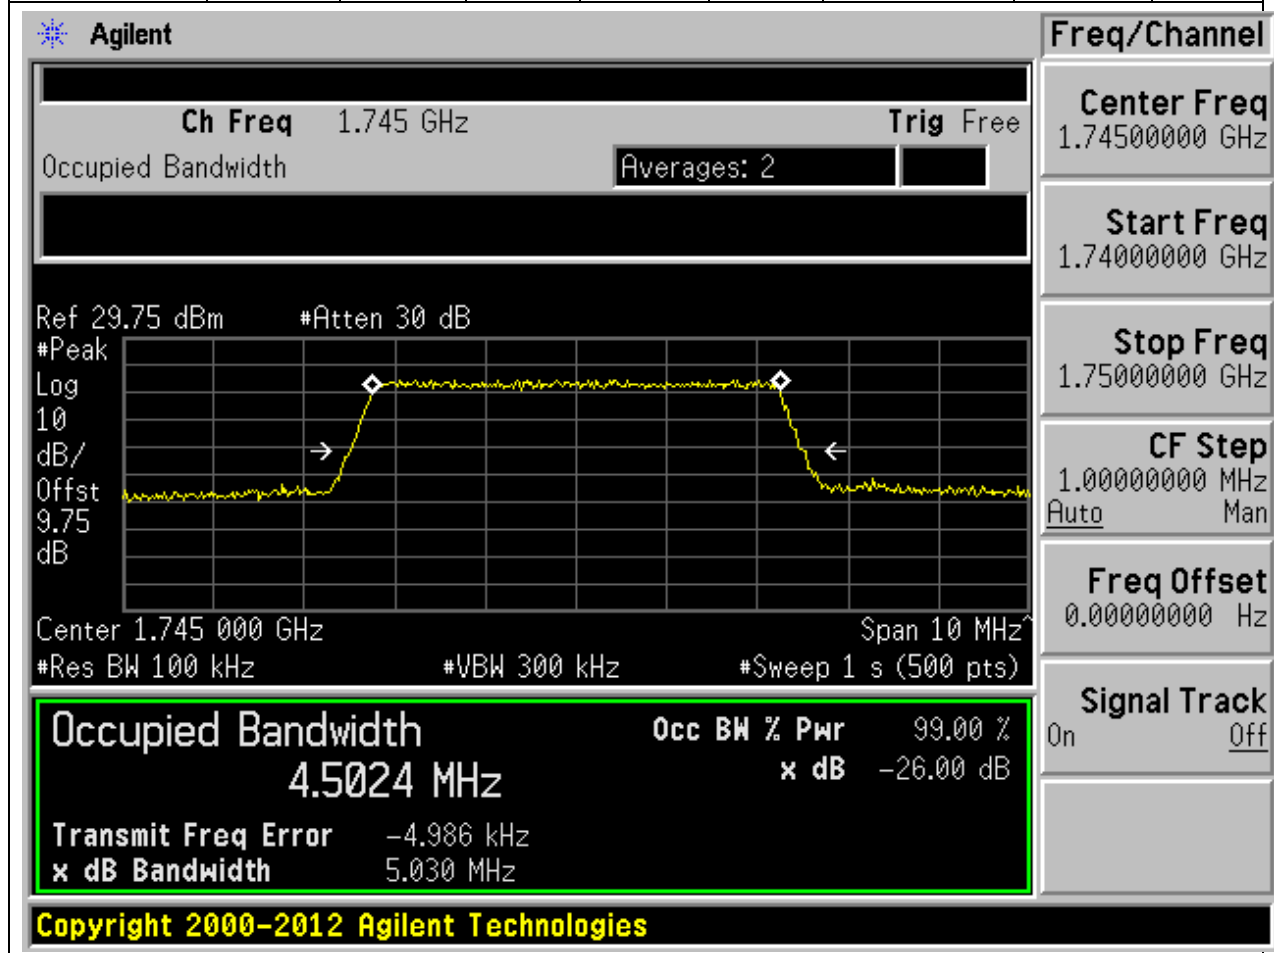 Agilent
Freq/Channel
Ch Freq 1.745 GHz Trig Free
Occupied Bandwidth Averages: 2
Center Freq
1.74500000 GHz
Start Freq
1.74000000 GHz
Stop Freq
1.75000000 GHz
CF Step
1.00000000 MHz
Auto Man
Freq Offset
0.00000000 Hz
Signal Track
On Off
Ref 29.75 dBm #Atten 30 dB
#Peak
Log
10
dB/
Offst
9.75
dB
Center 1.745 000 GHz Span 10 MHz^
#Res BW 100 kHz #VBW 300 kHz #Sweep 1 s (500 pts)
Occupied Bandwidth Occ BW % Pwr 99.00 %
4.5024 MHz x dB -26.00 dB
Transmit Freq Error -4.986 kHz
x dB Bandwidth 5.030 MHz
Copyright 2000-2012 Agilent Technologies